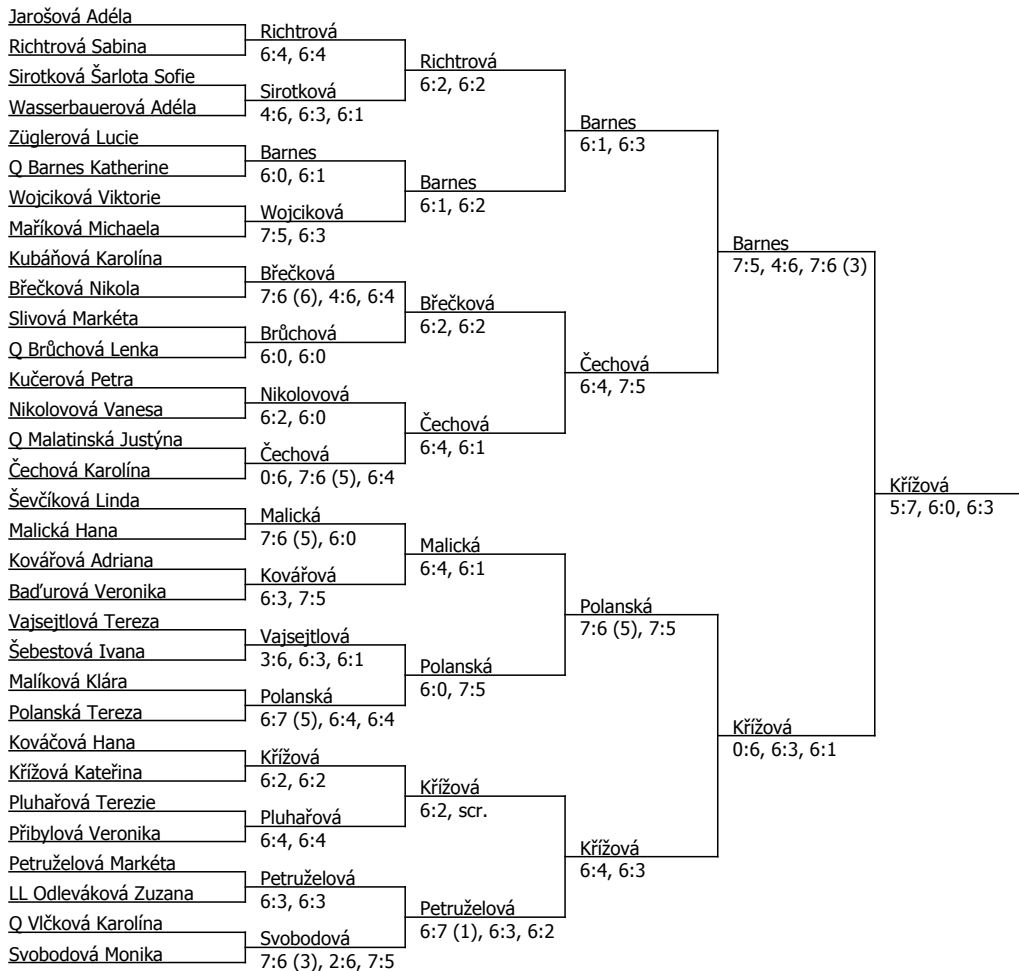 Jarošová Adéla
Richtrová Sabina
Sirotková Šarlota Sofie
Wasserbauerová Adéla
Züglerová Lucie
Q Barnes Katherine
Wojciková Viktorie
Maříková Michaela
Kubáňová Karolína
Břečková Nikola
Slivová Markéta
Q Brůchová Lenka
Kučerová Petra
Nikolovová Vanesa
Q Malatinská Justýna
Čechová Karolína
Ševčíková Linda
Malická Hana
Kovářová Adriana
Baďurová Veronika
Vajsejtlová Tereza
Šebestová Ivana
Malíková Klára
Polanská Tereza
Kováčová Hana
Křížová Kateřina
Pluhařová Terezie
Přibylová Veronika
Petruželová Markéta
LL Odleváková Zuzana
Q Vlčková Karolína
Svobodová Monika
Richtrová
6:4, 6:4
Sirotková
4:6, 6:3, 6:1
Barnes
6:0, 6:1
Wojciková
7:5, 6:3
Břečková
7:6 (6), 4:6, 6:4
Brůchová
6:0, 6:0
Nikolovová
6:2, 6:0
Čechová
0:6, 7:6 (5), 6:4
Malická
7:6 (5), 6:0
Kovářová
6:3, 7:5
Vajsejtlová
3:6, 6:3, 6:1
Polanská
6:7 (5), 6:4, 6:4
Křížová
6:2, 6:2
Pluhařová
6:4, 6:4
Petruželová
6:3, 6:3
Svobodová
7:6 (3), 2:6, 7:5
Richtrová
6:2, 6:2
Barnes
6:1, 6:2
Břečková
6:2, 6:2
Čechová
6:4, 6:1
Malická
6:4, 6:1
Polanská
6:0, 7:5
Křížová
6:2, scr.
Petruželová
6:7 (1), 6:3, 6:2
Barnes
6:1, 6:3
Čechová
6:4, 7:5
Polanská
7:6 (5), 7:5
Křížová
6:4, 6:3
Barnes
7:5, 4:6, 7:6 (3)
Křížová
0:6, 6:3, 6:1
Křížová
5:7, 6:0, 6:3